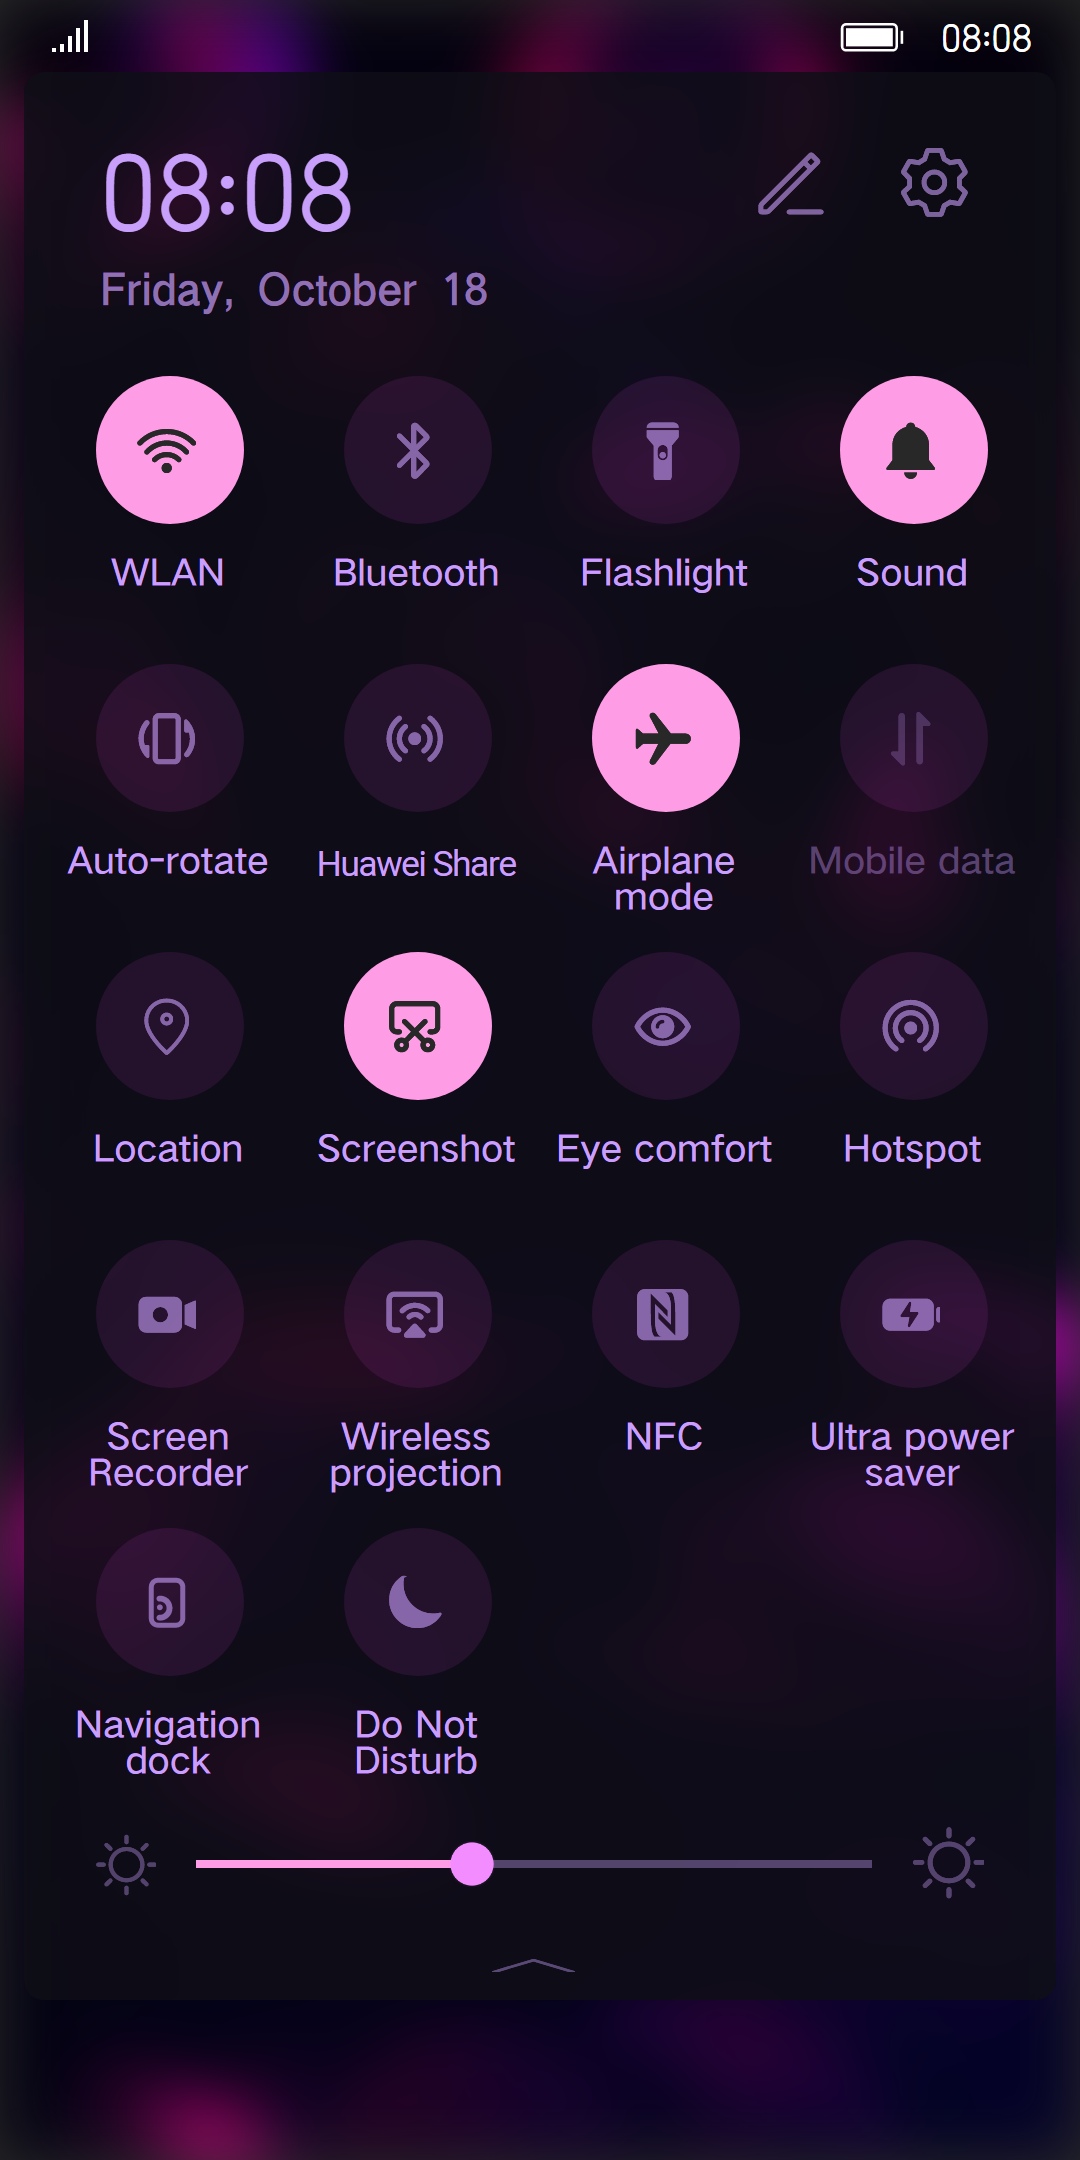 08:08
08:08
Friday, October 18
WLAN Bluetooth Flashlight Sound
Auto-rotate Huawei Share Airplane mode Mobile data
Location Screenshot Eye comfort Hotspot
Screen Recorder Wireless projection NFC Ultra power saver
Navigation dock Do Not Disturb